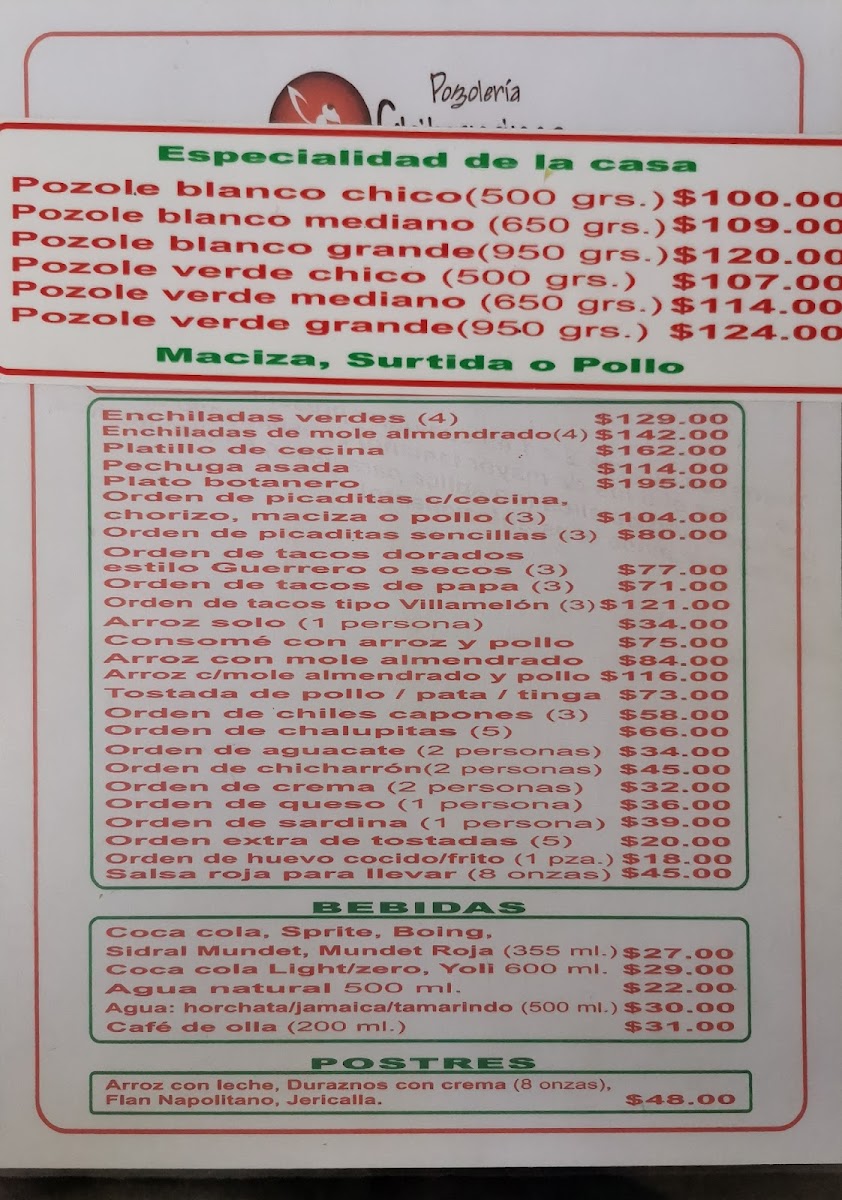 Pozolería
Especialidad de la casa
Pozole blanco chico(500 grs.) $100.00
Pozole blanco mediano (650 grs.) $109.00
Pozole blanco grande(950 grs.) $120.00
Pozole verde chico (500 grs.) $107.00
Pozole verde mediano (650 grs.) $114.00
Pozole verde grande(950 grs.) $124.00
Maciza, Surtida o Pollo
Enchiladas verdes (4) $129.00
Enchiladas de mole almendrado(4) $142.00
Platillo de cecina $162.00
Pechuga asada $114.00
Plato botanero $195.00
Orden de picaditas c/cecina.
chorizo, maciza o pollo (3) $104.00
Orden de picaditas sencillas (3) $80.00
Orden de tacos dorados
estilo Guerrero o secos (3) $77.00
Orden de tacos de papa (3) $71.00
Orden de tacos tipo Villamelón (3) $121.00
Arroz solo (1 persona) $34.00
Consomé con arroz y pollo $75.00
Arroz con mole almendrado $84.00
Arroz c/mole almendrado y pollo $116.00
Tostada de pollo / pata / tinga $73.00
Orden de chiles capones (3) $58.00
Orden de chalupitas (5) $66.00
Orden de aguacate (2 personas) $34.00
Orden de chicharrón(2 personas) $45.00
Orden de crema (2 personas) $32.00
Orden de queso (1 persona) $36.00
Orden de sardina (1 persona) $39.00
Orden extra de tostadas (5) $20.00
Orden de huevo cocido/frito (1 pza.) $18.00
Salsa roja para llevar (8 onzas) $45.00
BEBIDAS
Coca cola, Sprite, Boing,
Sidral Mundet, Mundet Roja (355 ml.) $27.00
Coca cola Light/zero, Yoli 600 ml. $29.00
Agua natural 500 ml. $22.00
Agua: horchata/jamaica/tamarindo (500 ml.) $30.00
Café de olla (200 ml.) $31.00
POSTRES
Arroz con leche, Duraznos con crema (8 onzas),
Flan Napolitano, Jericalla. $48.00